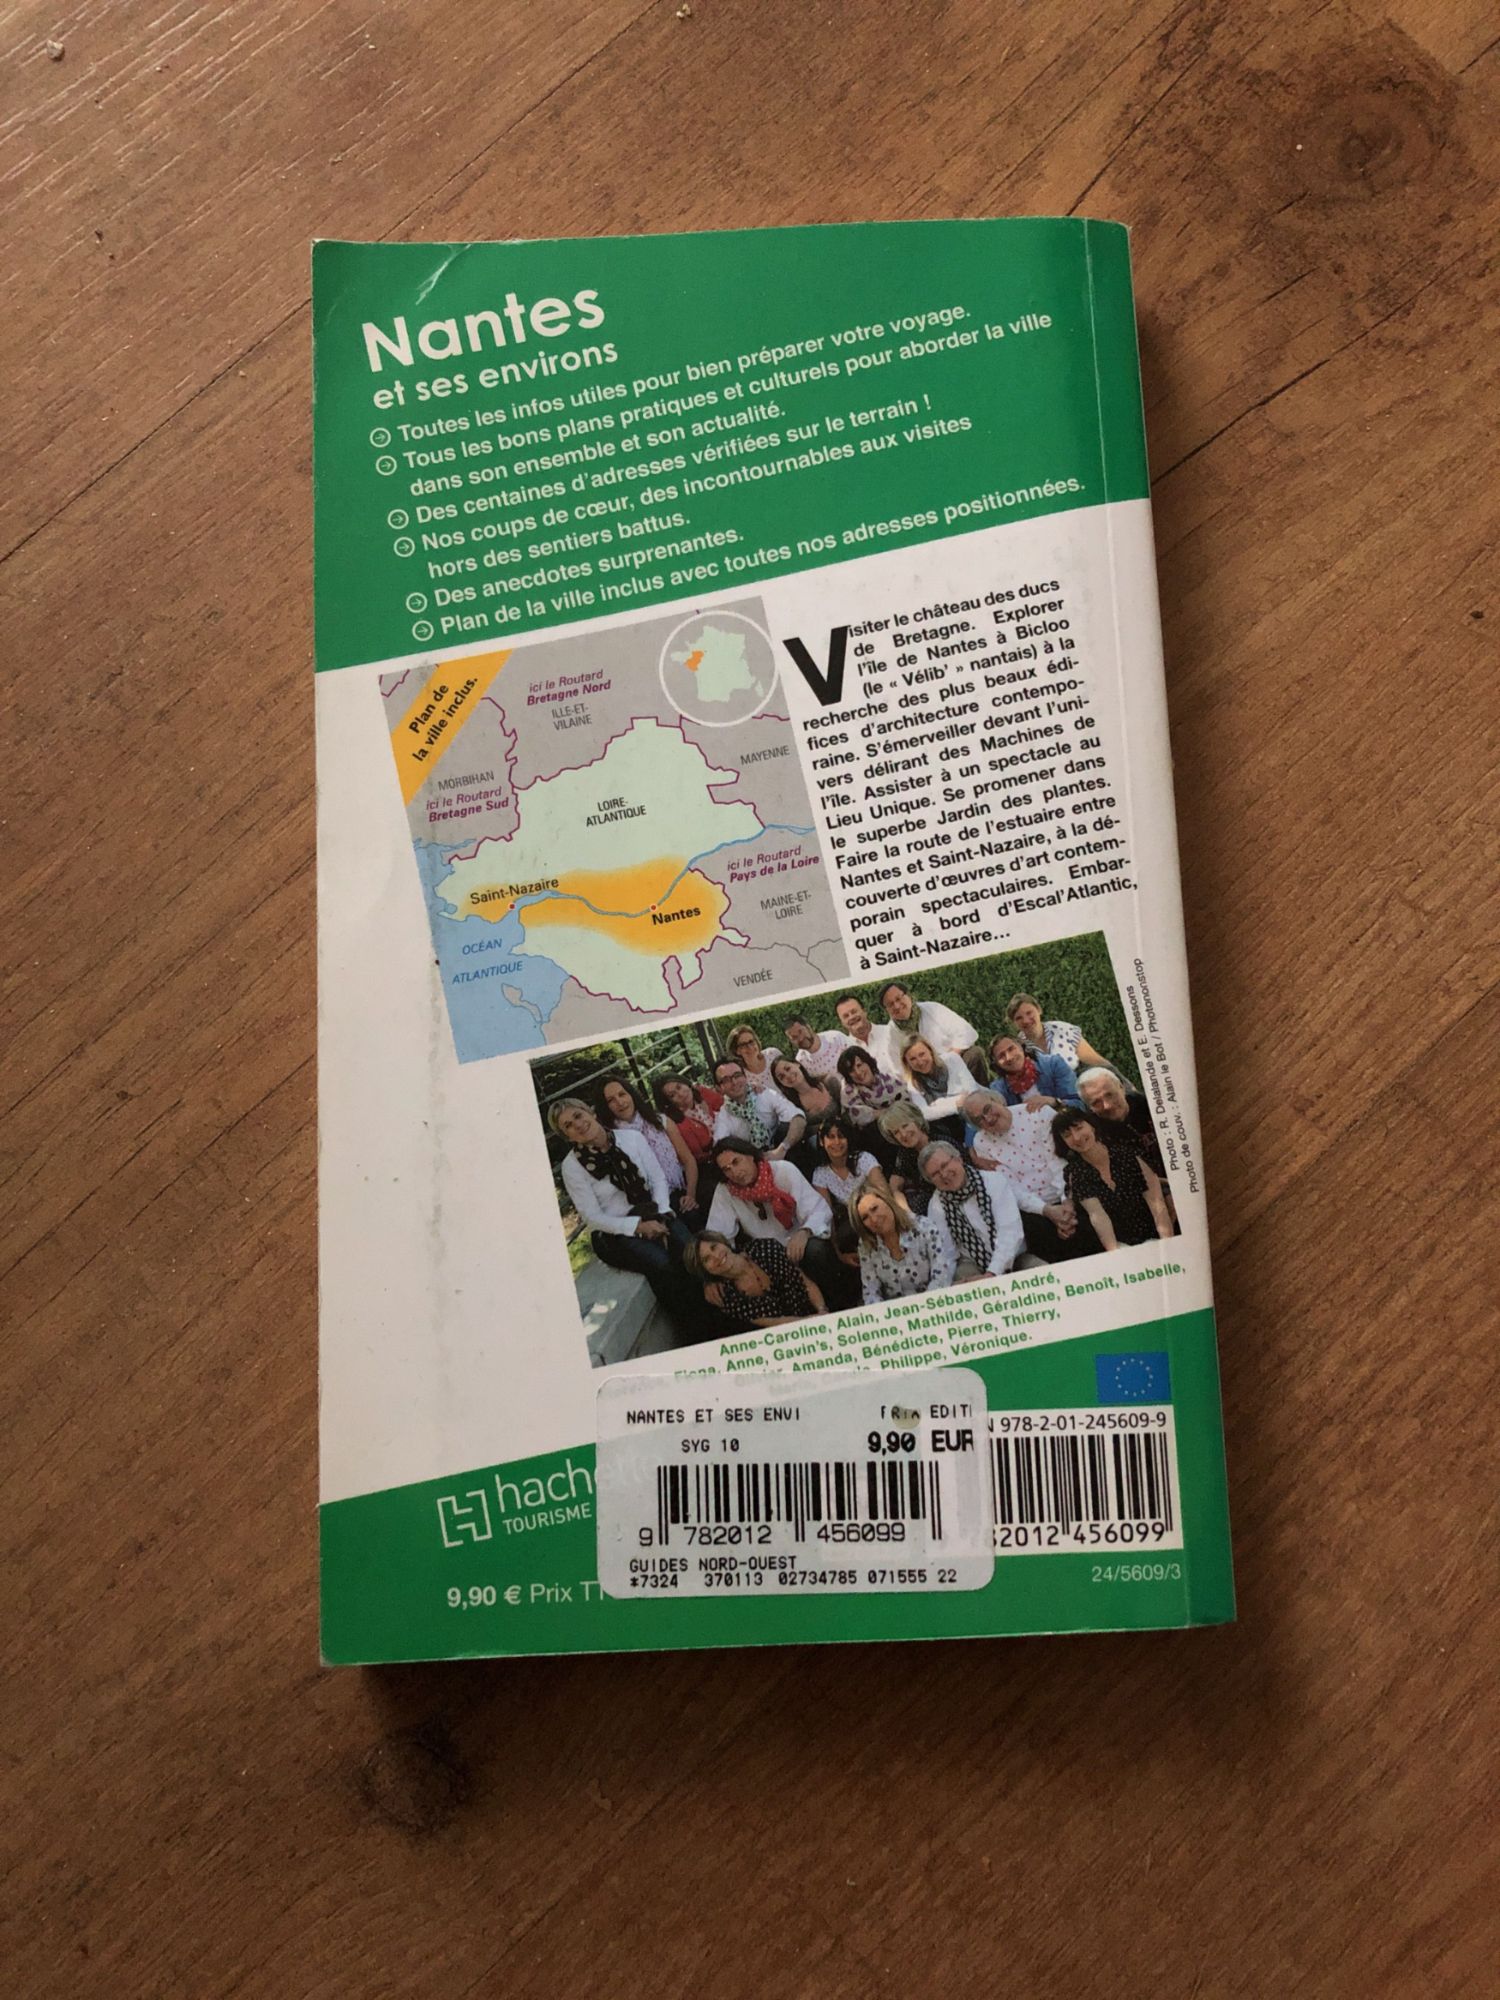 Nantes
et ses environs
Toutes les infos utiles pour bien préparer votre voyage.
Tous les bons plans pratiques et culturels pour aborder la ville
dans son ensemble et son actualité.
Des centaines d'adresses vérifiées sur le terrain !
Nos coups de cœur, des incontournables aux visites
hors des sentiers battus.
Des anecdotes surprenantes.
Plan de la ville inclus avec toutes nos adresses positionnées.
Plan de
la ville inclus.
ici le Routard
Bretagne Nord
ILLE-ET-
VILAINE
MORBIHAN
ici le Routard
Bretagne Sud
MAYENNE
LOIRE-
ATLANTIQUE
ici le Routard
Pays de la Loire
Saint-Nazaire
Nantes
MAINE-ET-
LOIRE
OCÉAN
ATLANTIQUE
VENDÉE
Visiter le château des ducs
de Bretagne. Explorer
l'île de Nantes à Bicloo
(le « Vélib' » nantais) à la
recherche des plus beaux édi-
fices d'architecture contempo-
raine. S'émerveiller devant l'uni-
vers délirant des Machines de
l'île. Assister à un spectacle au
Lieu Unique. Se promener dans
le superbe Jardin des plantes.
Faire la route de l'estuaire entre
Nantes et Saint-Nazaire, à la dé-
couverte d'œuvres d'art contem-
porain spectaculaires. Embar-
quer à bord d'Escal'Atlantic,
à Saint-Nazaire...
Photo : R. Delalande et E. Dessons
Photo de couv. : Alain le Bot / Photononstop
Anne-Caroline, Alain, Jean-Sébastien, André,
Fiona, Anne, Gavin's, Solenne, Mathilde, Géraldine, Benoît, Isabelle,
Amanda, Bénédicte, Pierre, Thierry,
Philippe, Véronique.
NANTES ET SES ENVI EDITI
SYG 10 9,90 EUR
9 782012 456099
GUIDES NORD-OUEST
*7324 370113 02734785 071555 22
N 978-2-01-245609-9
82012 456099
24/5609/3
hach
TOURISME
9,90 € Prix TT